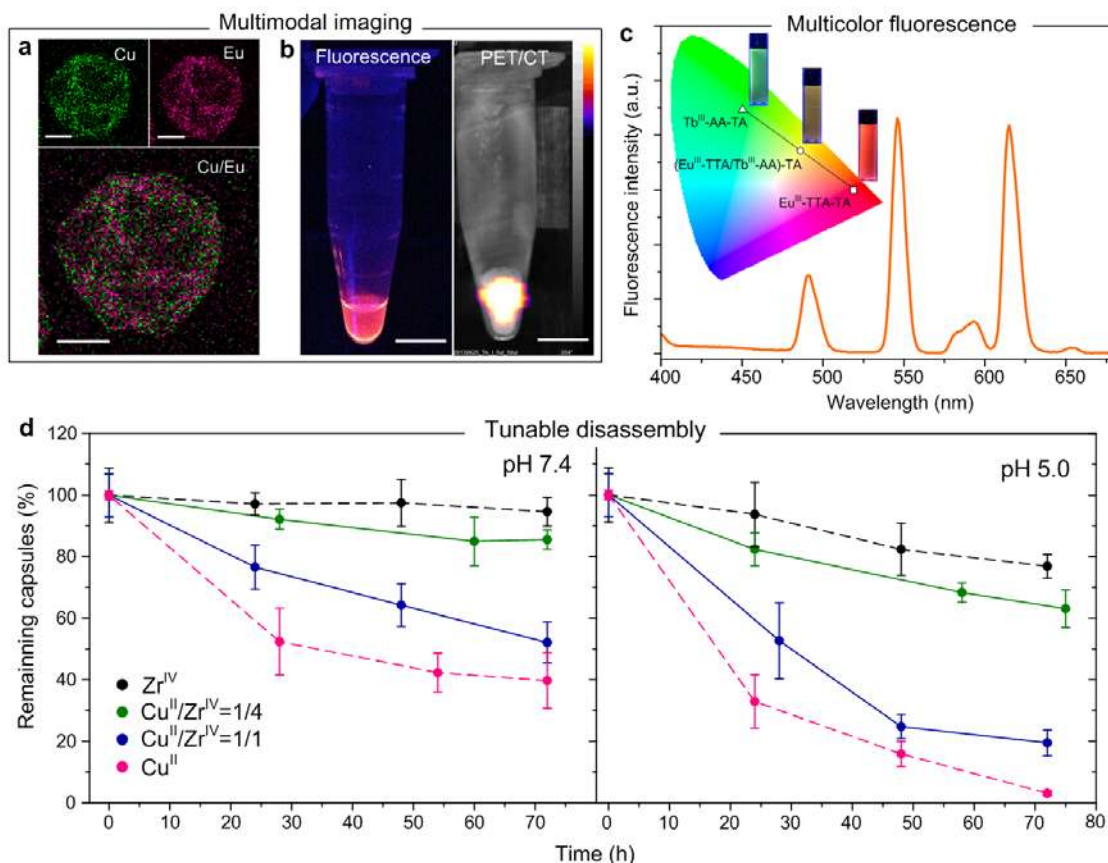 Multimodal imaging
a
Cu
Eu
Cu/Eu
b
Fluorescence
PET/CT
Multicolor fluorescence
c
Fluorescence intensity (a.u.)
Tb^III-AA-TA
(Eu^III-TTA/Tb^III-AA)-TA
Eu^III-TTA-TA
400 450 500 550 600 650
Wavelength (nm)
d
Tunable disassembly
Remainning capsules (%)
120
100
80
60
40
20
0
pH 7.4
pH 5.0
Zr^IV
Cu^II/Zr^IV=1/4
Cu^II/Zr^IV=1/1
Cu^II
0 10 20 30 40 50 60 70 80
0 10 20 30 40 50 60 70 80
Time (h)
Time (h)